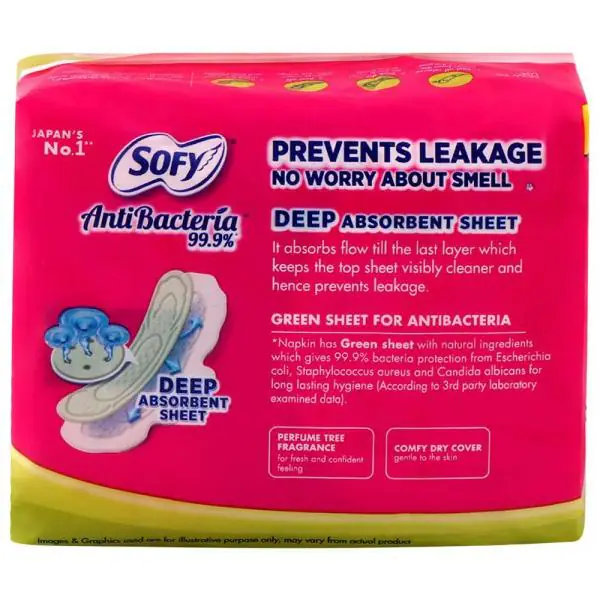 JAPAN'S
No.1**
SOFY
AntiBacteria
99.9%*
PREVENTS LEAKAGE
NO WORRY ABOUT SMELL
DEEP ABSORBENT SHEET
It absorbs flow till the last layer which
keeps the top sheet visibly cleaner and
hence prevents leakage.
GREEN SHEET FOR ANTIBACTERIA
*Napkin has Green sheet with natural ingredients
which gives 99.9% bacteria protection from Escherichia
coli, Staphylococcus aureus and Candida albicans for
long lasting hygiene (According to 3rd party laboratory
examined data).
DEEP
ABSORBENT
SHEET
PERFUME TREE
FRAGRANCE
for fresh and confident
feeling
COMFY DRY COVER
gentle to the skin
Images & Graphics used are for illustrative purpose only, may vary from actual product